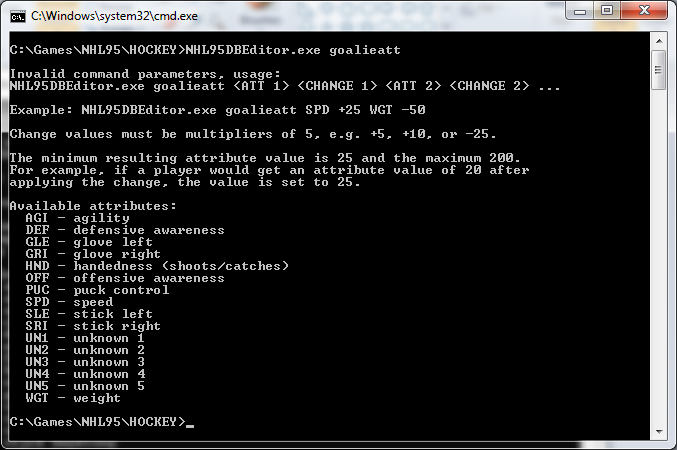 C:\Windows\system32\cmd.exe
C:\Games\NHL95\HOCKEY>NHL95DBEditor.exe goalieatt
Invalid command parameters, usage:
NHL95DBEditor.exe goalieatt <ATT 1> <CHANGE 1> <ATT 2> <CHANGE 2> ...
Example: NHL95DBEditor.exe goalieatt SPD +25 WGT -50
Change values must be multipliers of 5, e.g. +5, +10, or -25.
The minimum resulting attribute value is 25 and the maximum 200.
For example, if a player would get an attribute value of 20 after
applying the change, the value is set to 25.
Available attributes:
AGI - agility
DEF - defensive awareness
GLE - glove left
GRI - glove right
HND - handedness (shoots/catches)
OFF - offensive awareness
PUC - puck control
SPD - speed
SLE - stick left
SRI - stick right
UN1 - unknown 1
UN2 - unknown 2
UN3 - unknown 3
UN4 - unknown 4
UN5 - unknown 5
WGT - weight
C:\Games\NHL95\HOCKEY>_